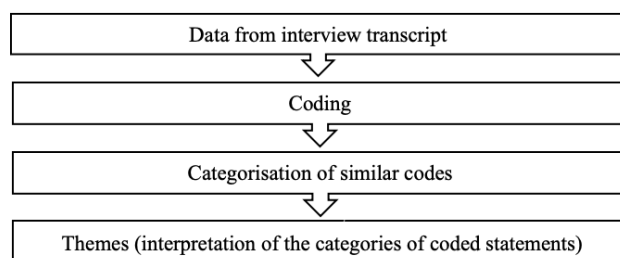 Data from interview transcript
Coding
Categorisation of similar codes
Themes (interpretation of the categories of coded statements)